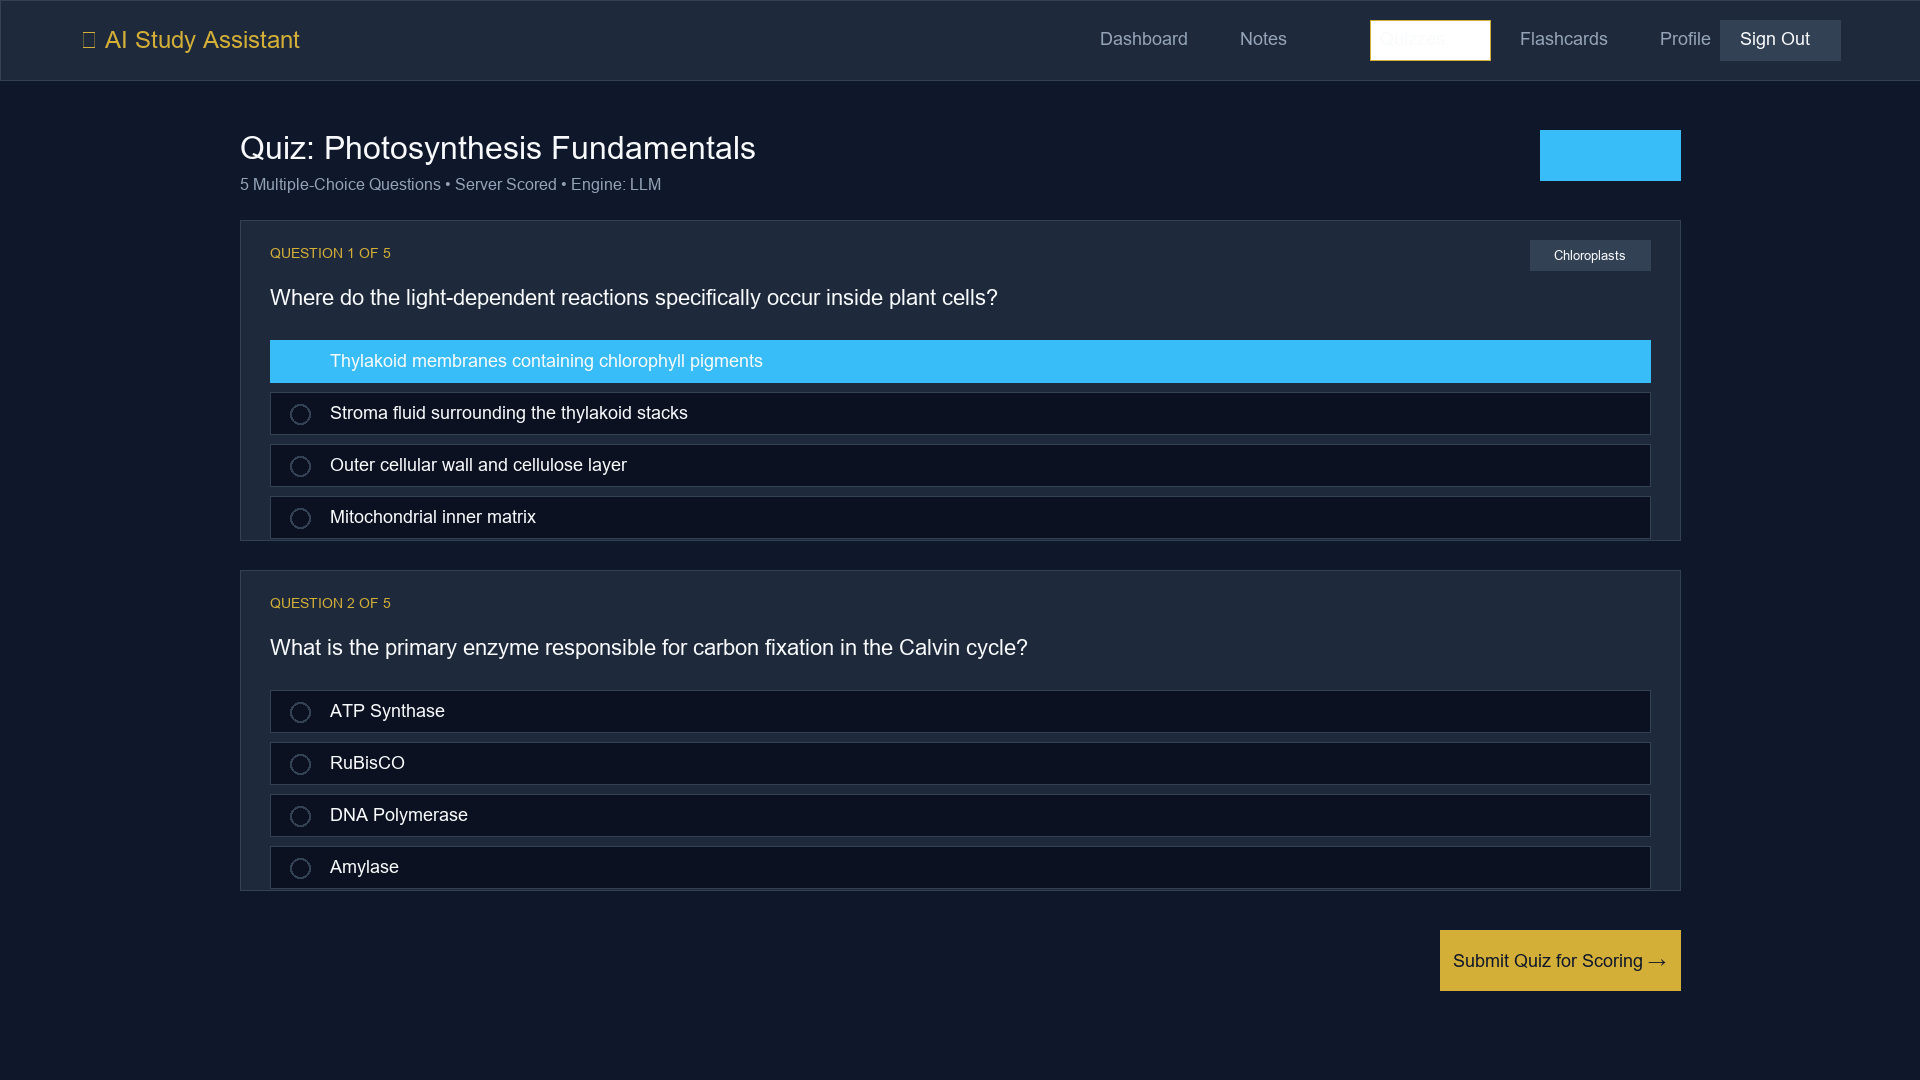 AI Study Assistant
Dashboard Notes Flashcards Profile Sign Out
Quiz: Photosynthesis Fundamentals
5 Multiple-Choice Questions • Server Scored • Engine: LLM
QUESTION 1 OF 5
Chloroplasts
Where do the light-dependent reactions specifically occur inside plant cells?
Thylakoid membranes containing chlorophyll pigments
Stroma fluid surrounding the thylakoid stacks
Outer cellular wall and cellulose layer
Mitochondrial inner matrix
QUESTION 2 OF 5
What is the primary enzyme responsible for carbon fixation in the Calvin cycle?
ATP Synthase
RuBisCO
DNA Polymerase
Amylase
Submit Quiz for Scoring →